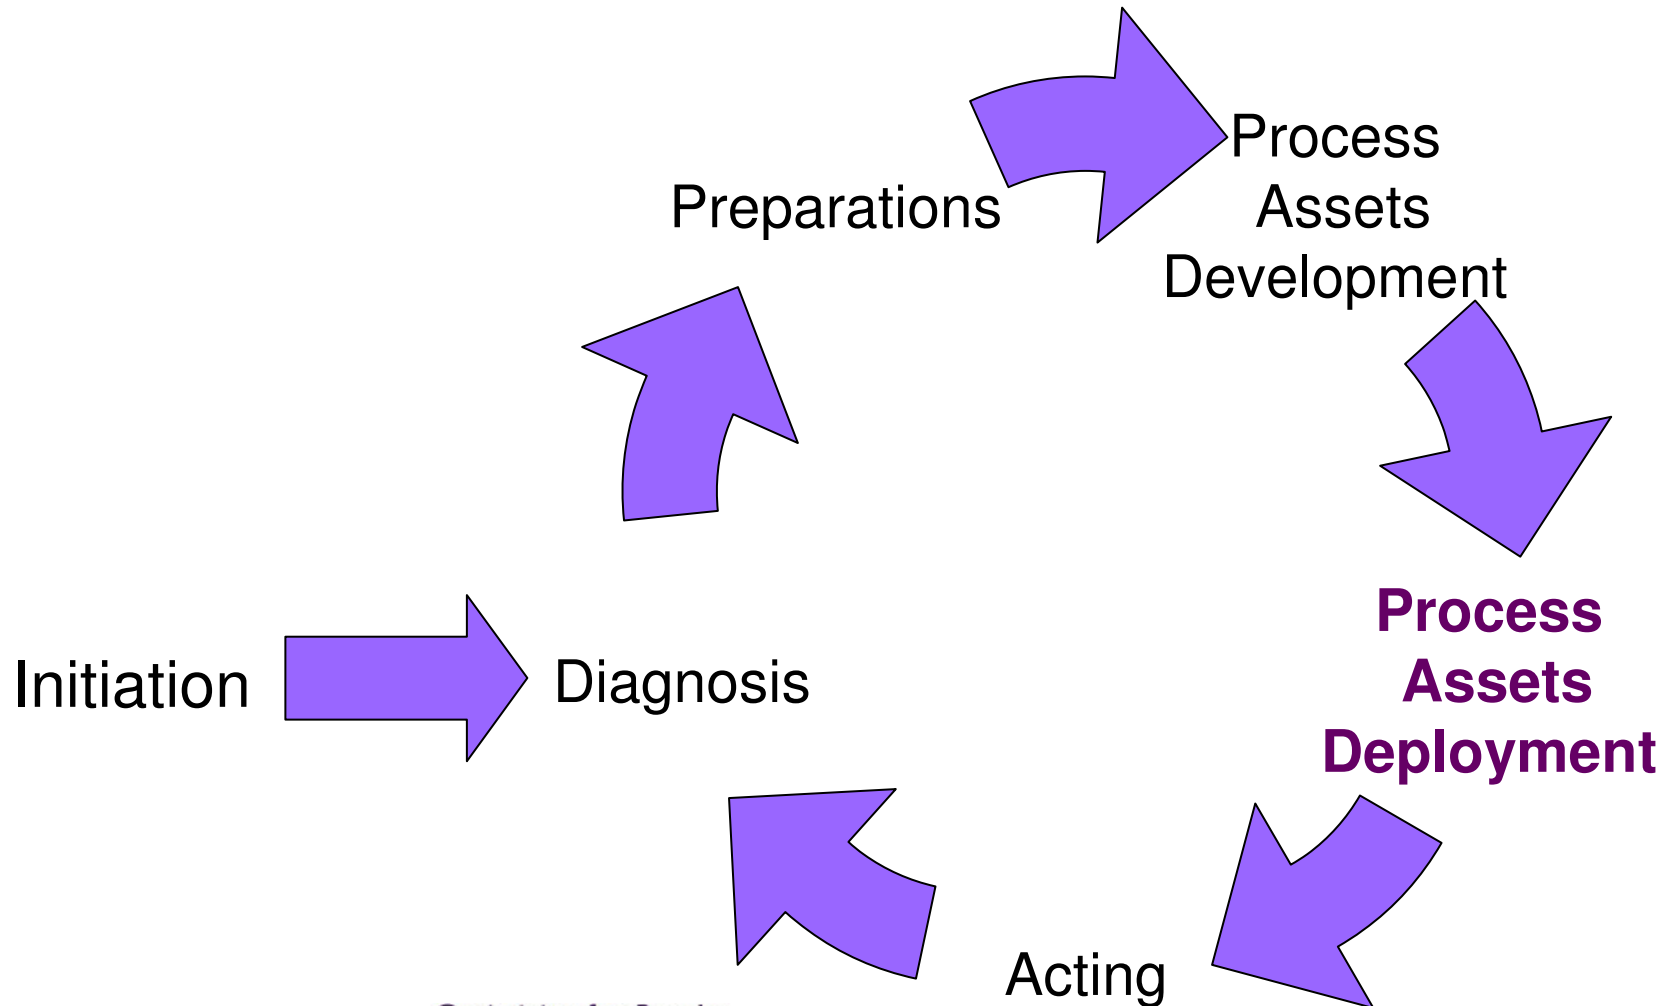 Process
Preparations
Assets
Development
Process
Assets
Deployment
Initiation
Diagnosis
Acting